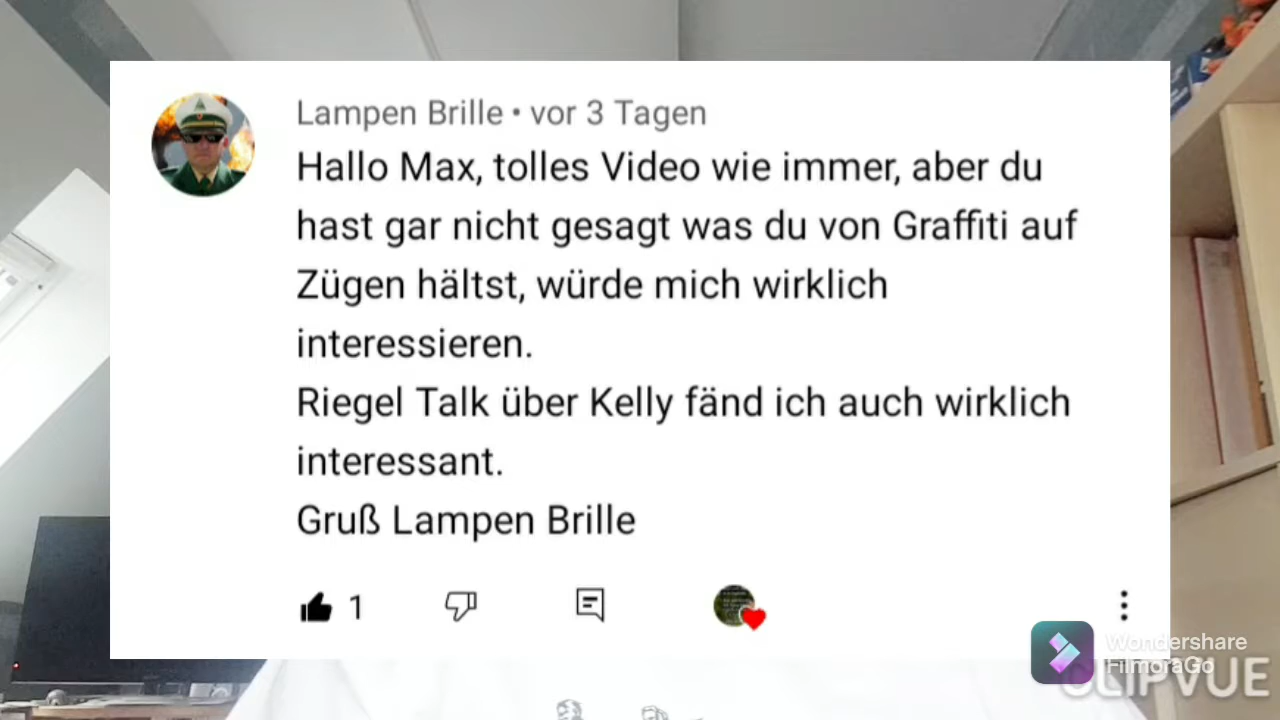 Lampen Brille • vor 3 Tagen
Hallo Max, tolles Video wie immer, aber du
hast gar nicht gesagt was du von Graffiti auf
Zügen hältst, würde mich wirklich
interessieren.
Riegel Talk über Kelly fänd ich auch wirklich
interessant.
Gruß Lampen Brille
1
Wondershare
FilmoraGo
CLIPVUE